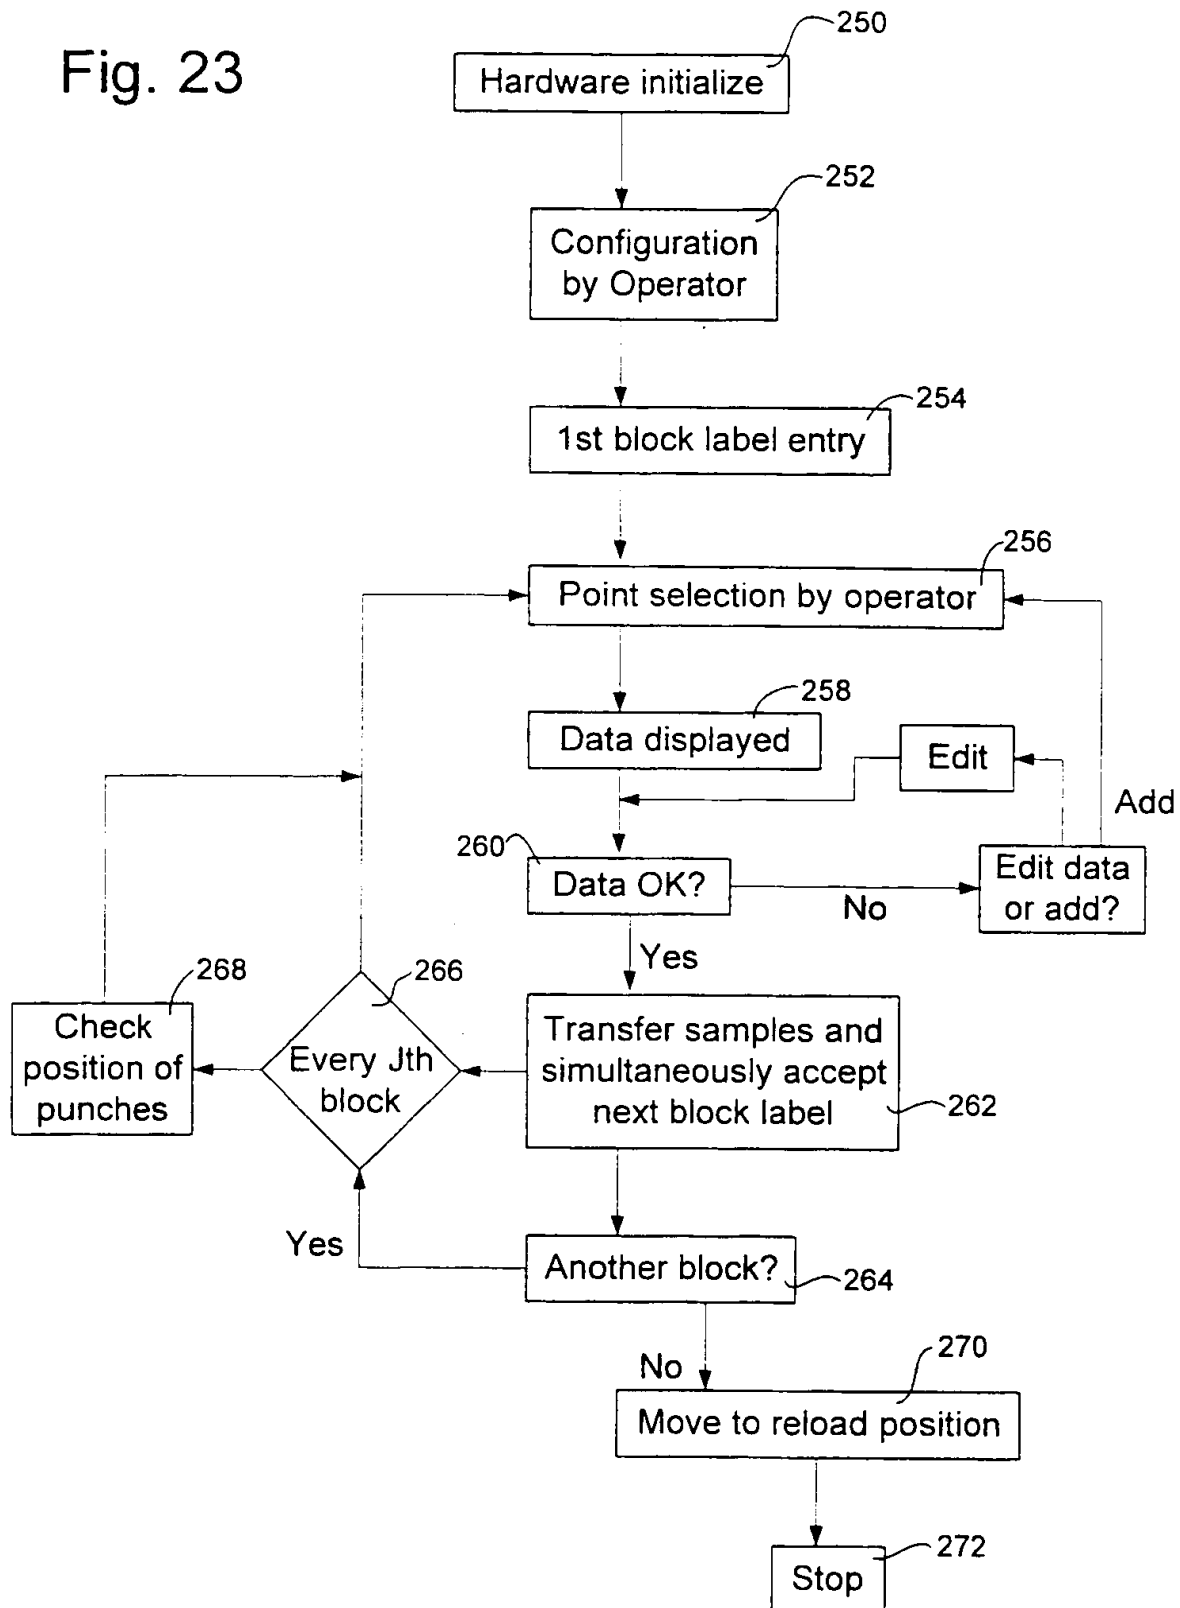 Fig. 23
250
Hardware initialize
252
Configuration
by Operator
254
1st block label entry
256
Point selection by operator
258
Data displayed
Edit
Add
260
Data OK?
No
Edit data
or add?
Yes
268
Check
position of
punches
266
Every Jth
block
Transfer samples and
simultaneously accept
next block label
262
Yes
Another block?
264
No
270
Move to reload position
272
Stop